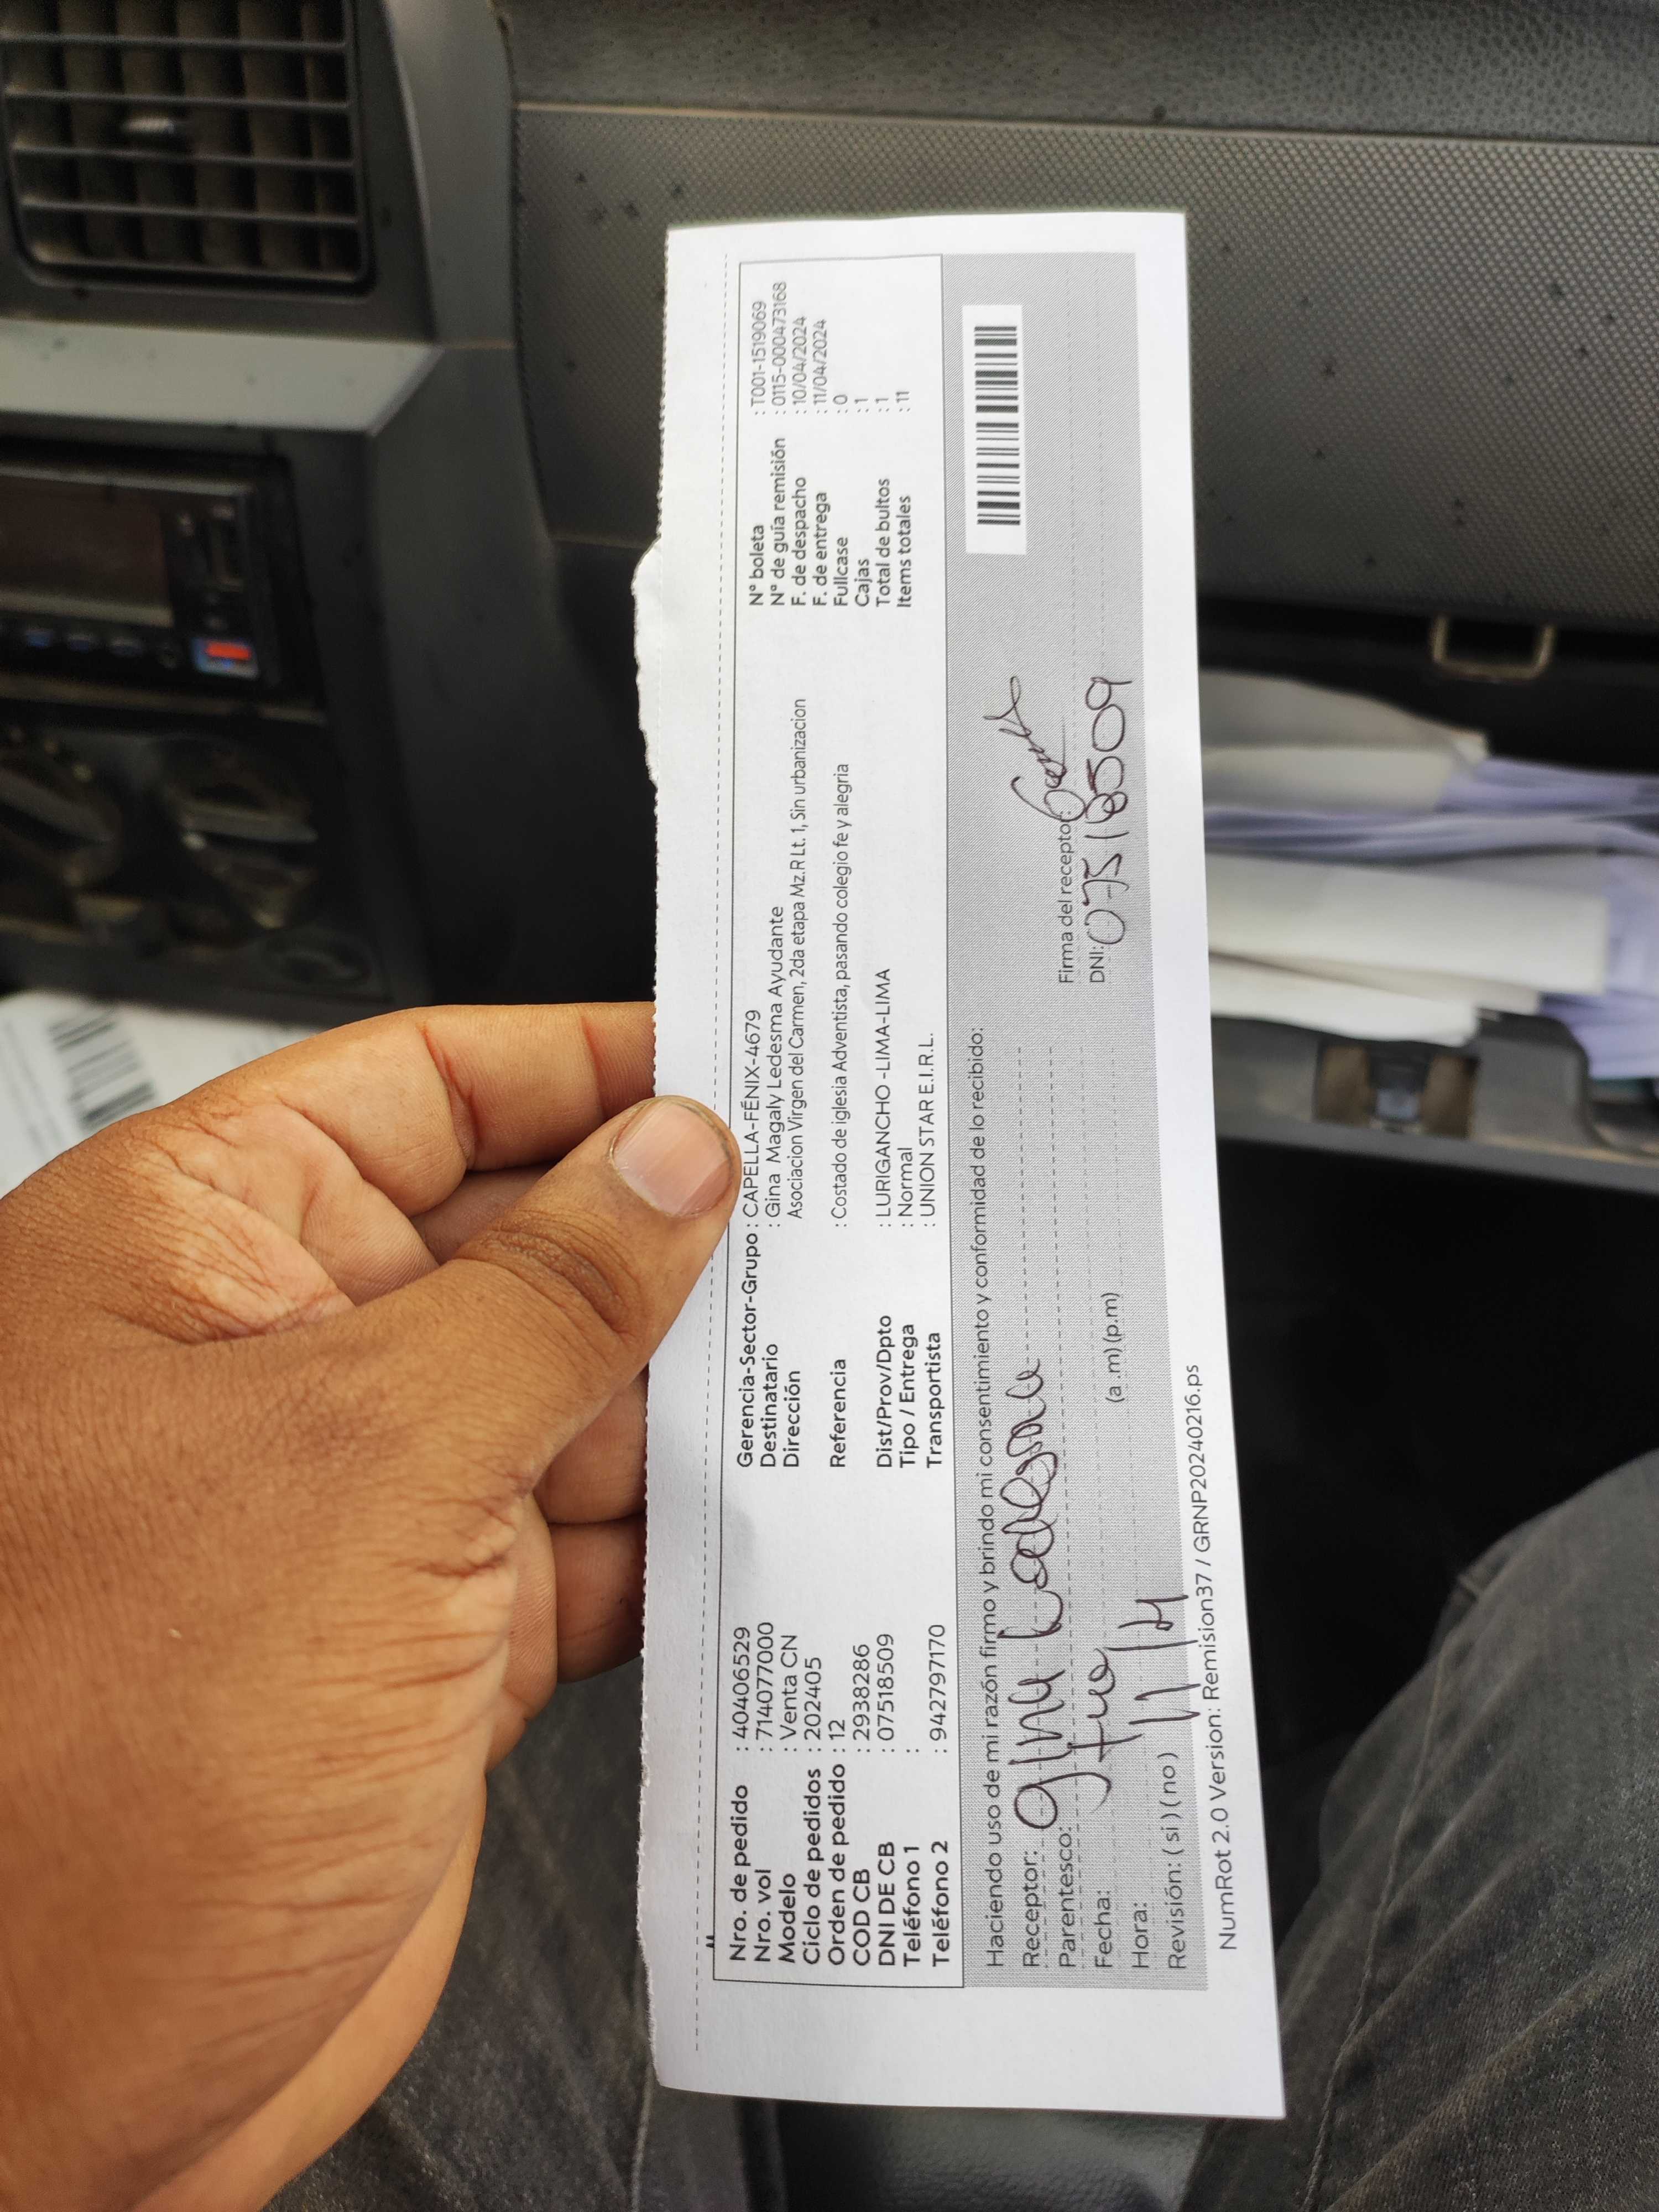 Nro. de pedido : 40406529
Nro. vol : 714077000
Modelo : Venta CN
Ciclo de pedidos : 202405
Orden de pedido : 12
COD CB : 2938286
DNI DE CB : 07518509
Teléfono 1 :
Teléfono 2 : 942797170
Gerencia-Sector-Grupo : CAPELLA-FÉNIX-4679
Destinatario : Gina Magaly Ledesma Ayudante
Dirección Asociacion Virgen del Carmen, 2da etapa Mz.R Lt. 1, Sin urbanizacion
Referencia : Costado de iglesia Adventista, pasando colegio fe y alegria
Dist/Prov/Dpto : LURIGANCHO -LIMA-LIMA
Tipo / Entrega : Normal
Transportista : UNION STAR E.I.R.L.
N° boleta : T001-1519069
N° de guía remisión : 0115-000473168
F. de despacho : 10/04/2024
F. de entrega : 11/04/2024
Fullcase : 0
Cajas : 1
Total de bultos : 1
Items totales : 11
Haciendo uso de mi razón firmo y brindo mi consentimiento y conformidad de lo recibido:
Receptor: Gina Ledesma
Parentesco:
Fecha: 11/4
Hora: (a .m) (p.m)
Revisión: ( si ) ( no )
Firma del receptor:
DNI: 07518509
NumRot 2.0 Version: Remision37 / GRNP20240216.ps